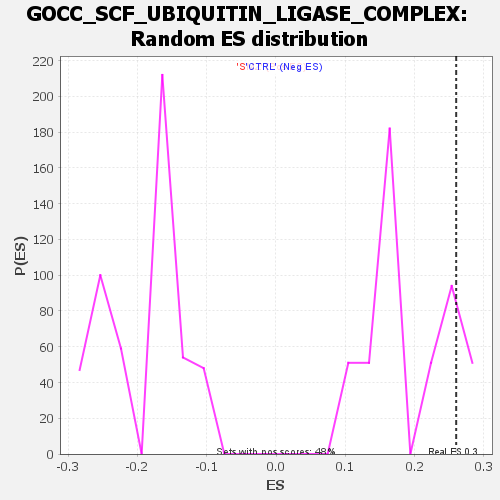 GOCC_SCF_UBIQUITIN_LIGASE_COMPLEX:
Random ES distribution
'S'CTRL' (Neg ES)
220
200
180
160
140
120
100
80
60
40
20
0
P(ES)
Sets with pos scores: 48%
Real ES 0.3
-0.3 -0.2 -0.1 0.0 0.1 0.2 0.3
ES